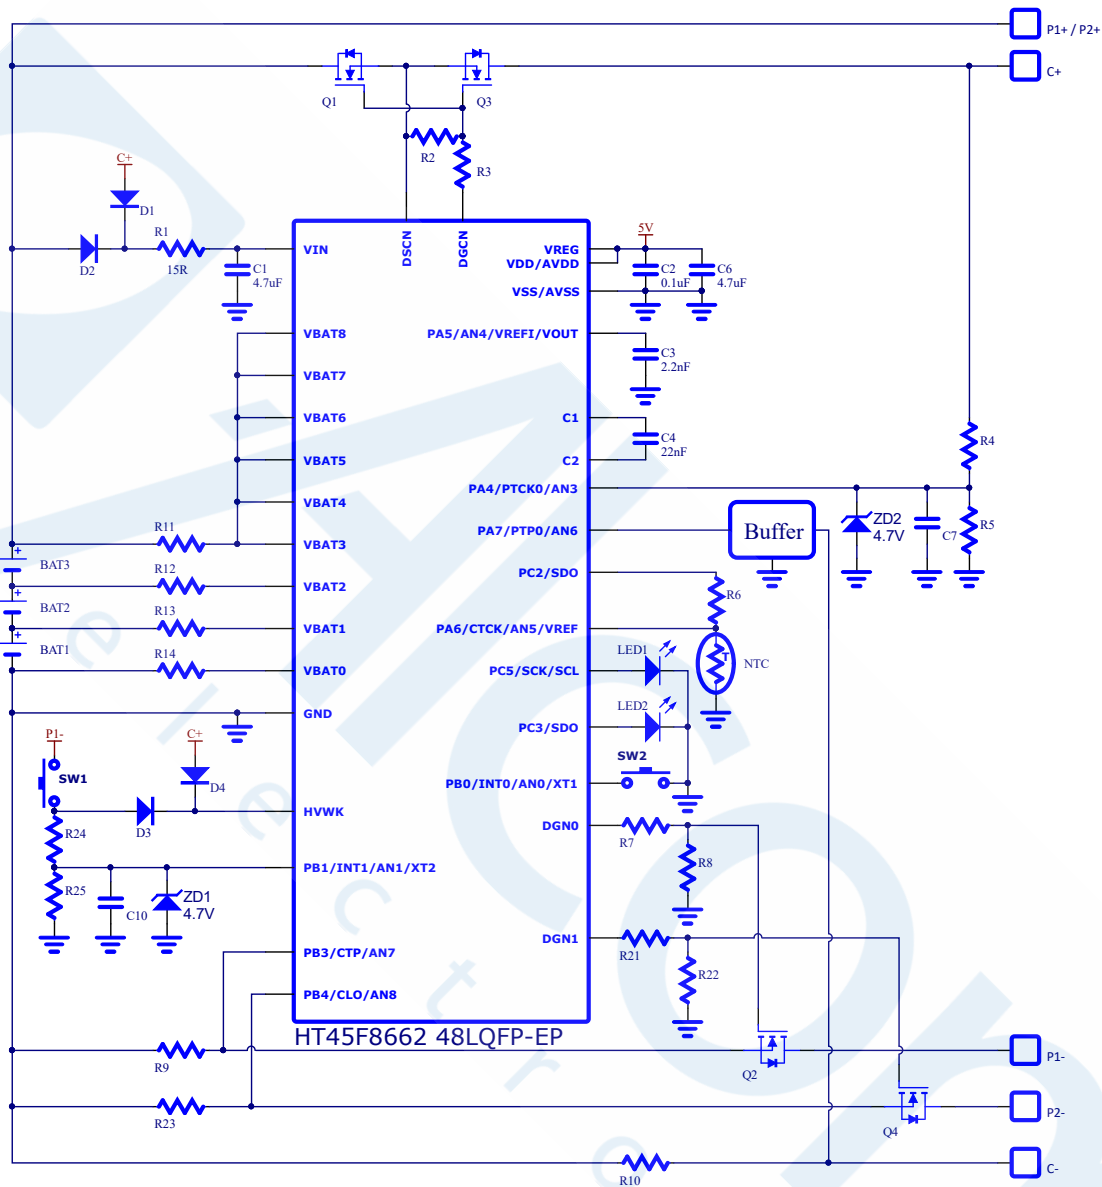 P1+ / P2+
C+
Q1
Q3
R2
R3
C+
D1
R1
15R
D2
C1
4.7uF
DSCN
DGCN
VIN
VREG
VDD/AVDD
VSS/AVSS
5V
C2
0.1uF
C6
4.7uF
VBAT8
PA5/AN4/VREFI/VOUT
C3
2.2nF
VBAT7
VBAT6
C1
C4
22nF
VBAT5
C2
R4
PA4/PTCK0/AN3
VBAT4
PA7/PTP0/AN6
Buffer
ZD2
4.7V
C7
R5
R11
VBAT3
BAT3
R12
VBAT2
PC2/SDO
R6
BAT2
R13
VBAT1
PA6/CTCK/AN5/VREF
BAT1
R14
VBAT0
PC5/SCK/SCL
LED1
T
NTC
GND
PC3/SDO
LED2
P1-
C+
SW1
D4
SW2
PB0/INT0/AN0/XT1
HVWK
D3
R24
DGN0
R7
R8
PB1/INT1/AN1/XT2
R25
C10
ZD1
4.7V
DGN1
R21
R22
PB3/CTP/AN7
PB4/CLO/AN8
HT45F8662 48LQFP-EP
R9
Q2
P1-
R23
Q4
P2-
R10
C-